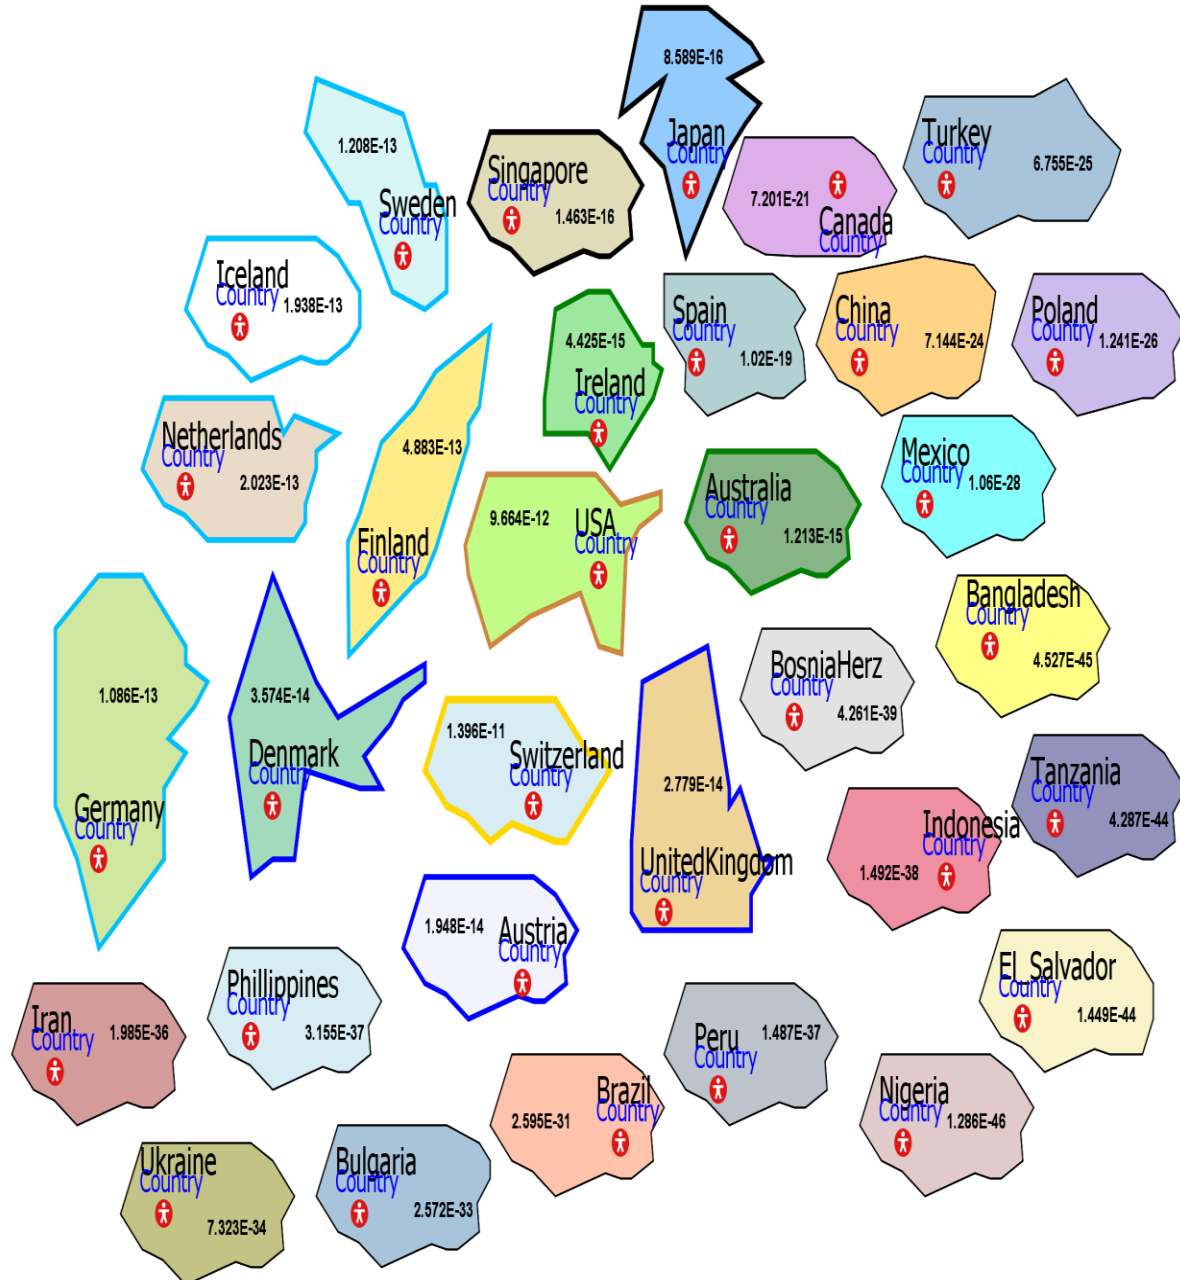 8.589E-16
Japan
Country
1.208E-13
Sweden
Country
Singapore
Country
1.463E-16
7.201E-21
Canada
Country
Turkey
Country
6.755E-25
Iceland
Country
1.938E-13
4.425E-15
Ireland
Country
Spain
Country
1.02E-19
China
Country
7.144E-24
Poland
Country
1.241E-26
Netherlands
Country
2.023E-13
4.883E-13
Finland
Country
9.664E-12
USA
Country
Australia
Country
1.213E-15
Mexico
Country
1.06E-28
Bangladesh
Country
4.527E-45
1.086E-13
Germany
Country
3.574E-14
Denmark
Country
1.396E-11
Switzerland
Country
2.779E-14
UnitedKingdom
Country
BosniaHerz
Country
4.261E-39
Tanzania
Country
4.287E-44
Indonesia
Country
1.492E-38
1.948E-14
Austria
Country
El_Salvador
Country
1.449E-44
Iran
Country
1.985E-36
Phillippines
Country
3.155E-37
Peru
Country
1.487E-37
2.595E-31
Brazil
Country
Nigeria
Country
1.286E-46
Ukraine
Country
7.323E-34
Bulgaria
Country
2.572E-33